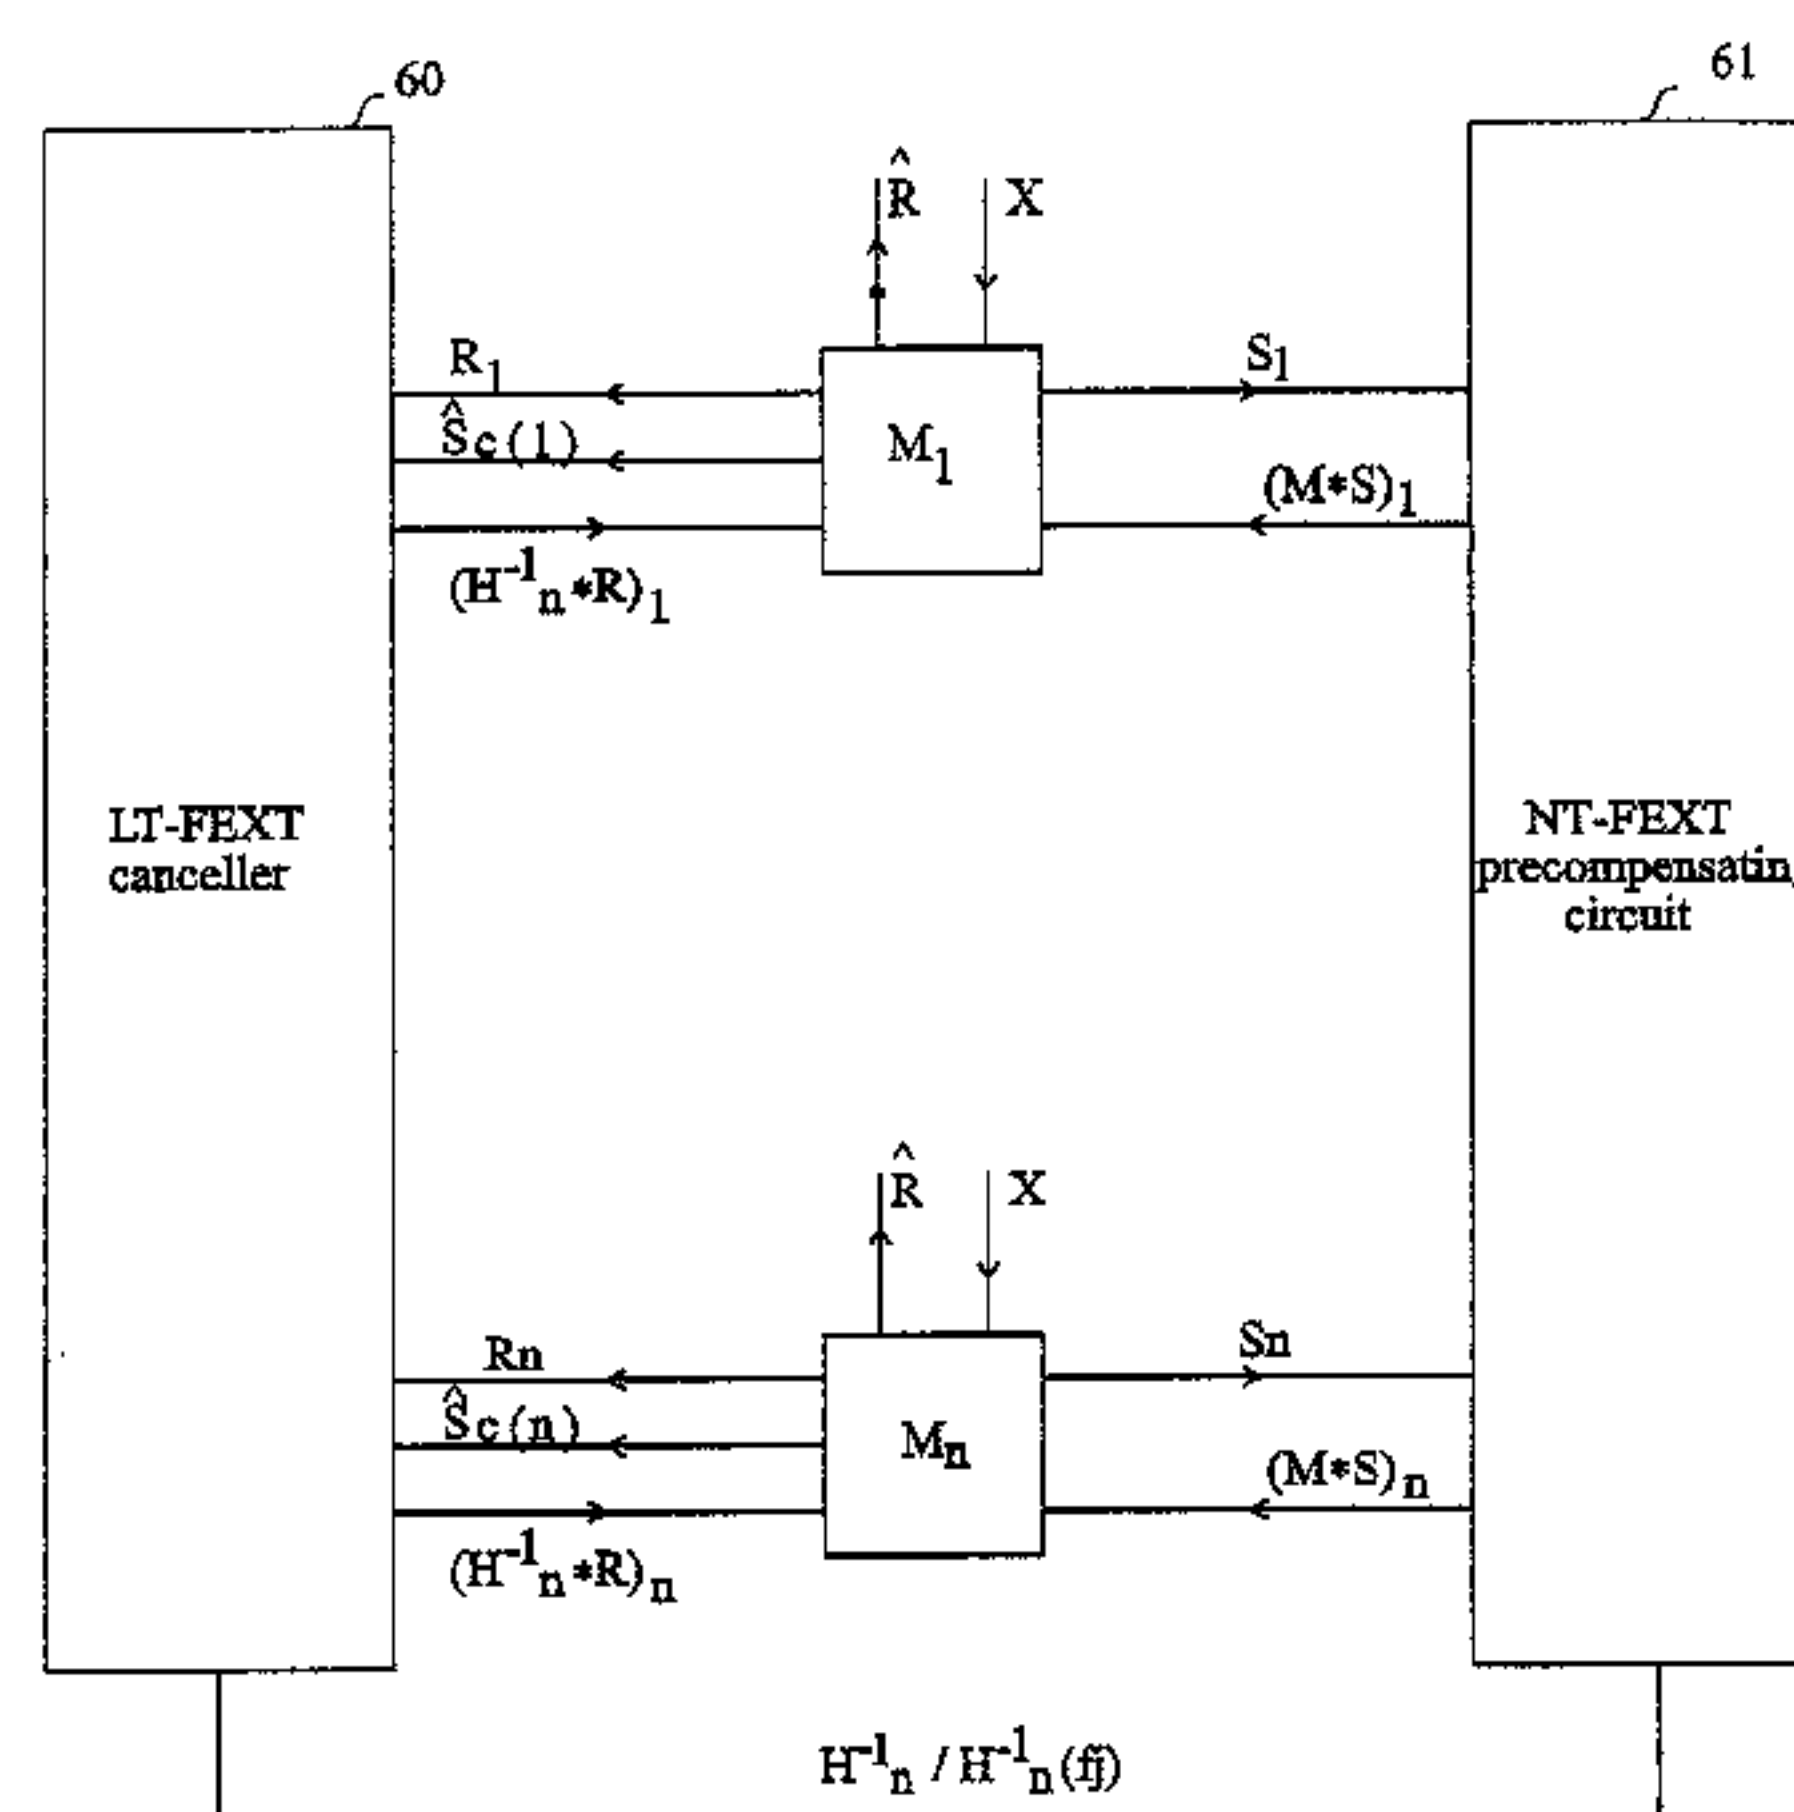 60
61
R̂ X
R₁
S₁
Ŝc(1)
M₁
(M*S)₁
(H⁻¹ₙ*R)₁
LT-FEXT
canceller
NT-FEXT
precompensatin
circuit
R̂ X
Rn
Sn
Ŝc(n)
Mₙ
(M*S)ₙ
(H⁻¹ₙ*R)ₙ
H⁻¹ₙ / H⁻¹ₙ(fj)